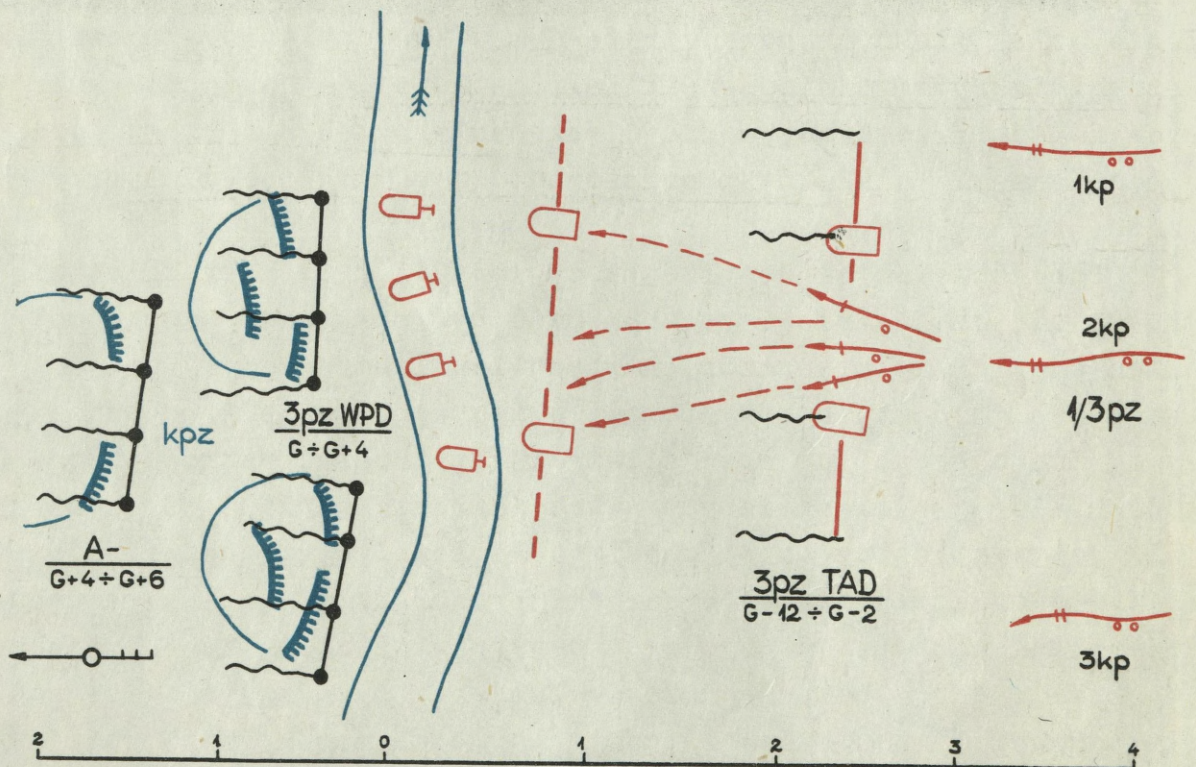 1kp
2kp
1/3pz
3kp
3pz WPD
G÷G+4
kpz
A-
G+4÷G+6
3pz TAD
G-12÷G-2
2 1 0 1 2 3 4